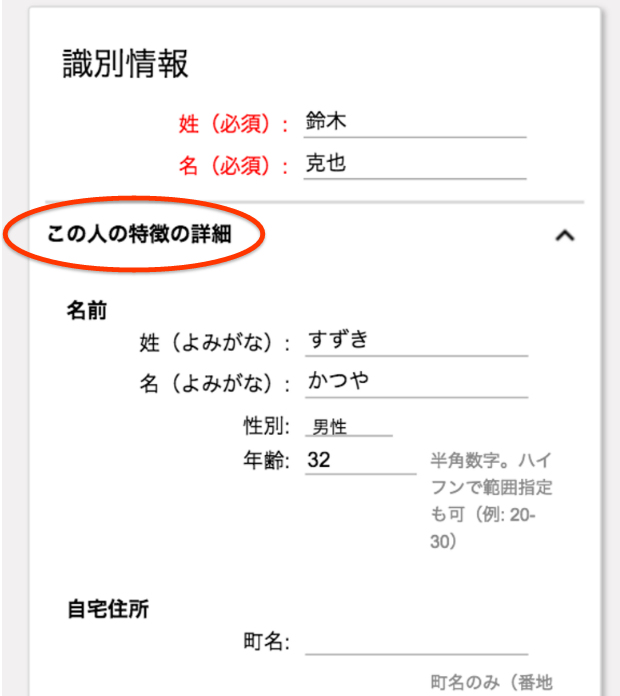 識別情報
姓（必須）: 鈴木
名（必須）: 克也
この人の特徴の詳細
名前
姓（よみがな）: すずき
名（よみがな）: かつや
性別: 男性
年齢: 32
半角数字。ハイ
フンで範囲指定
も可（例: 20-
30）
自宅住所
町名:
町名のみ（番地